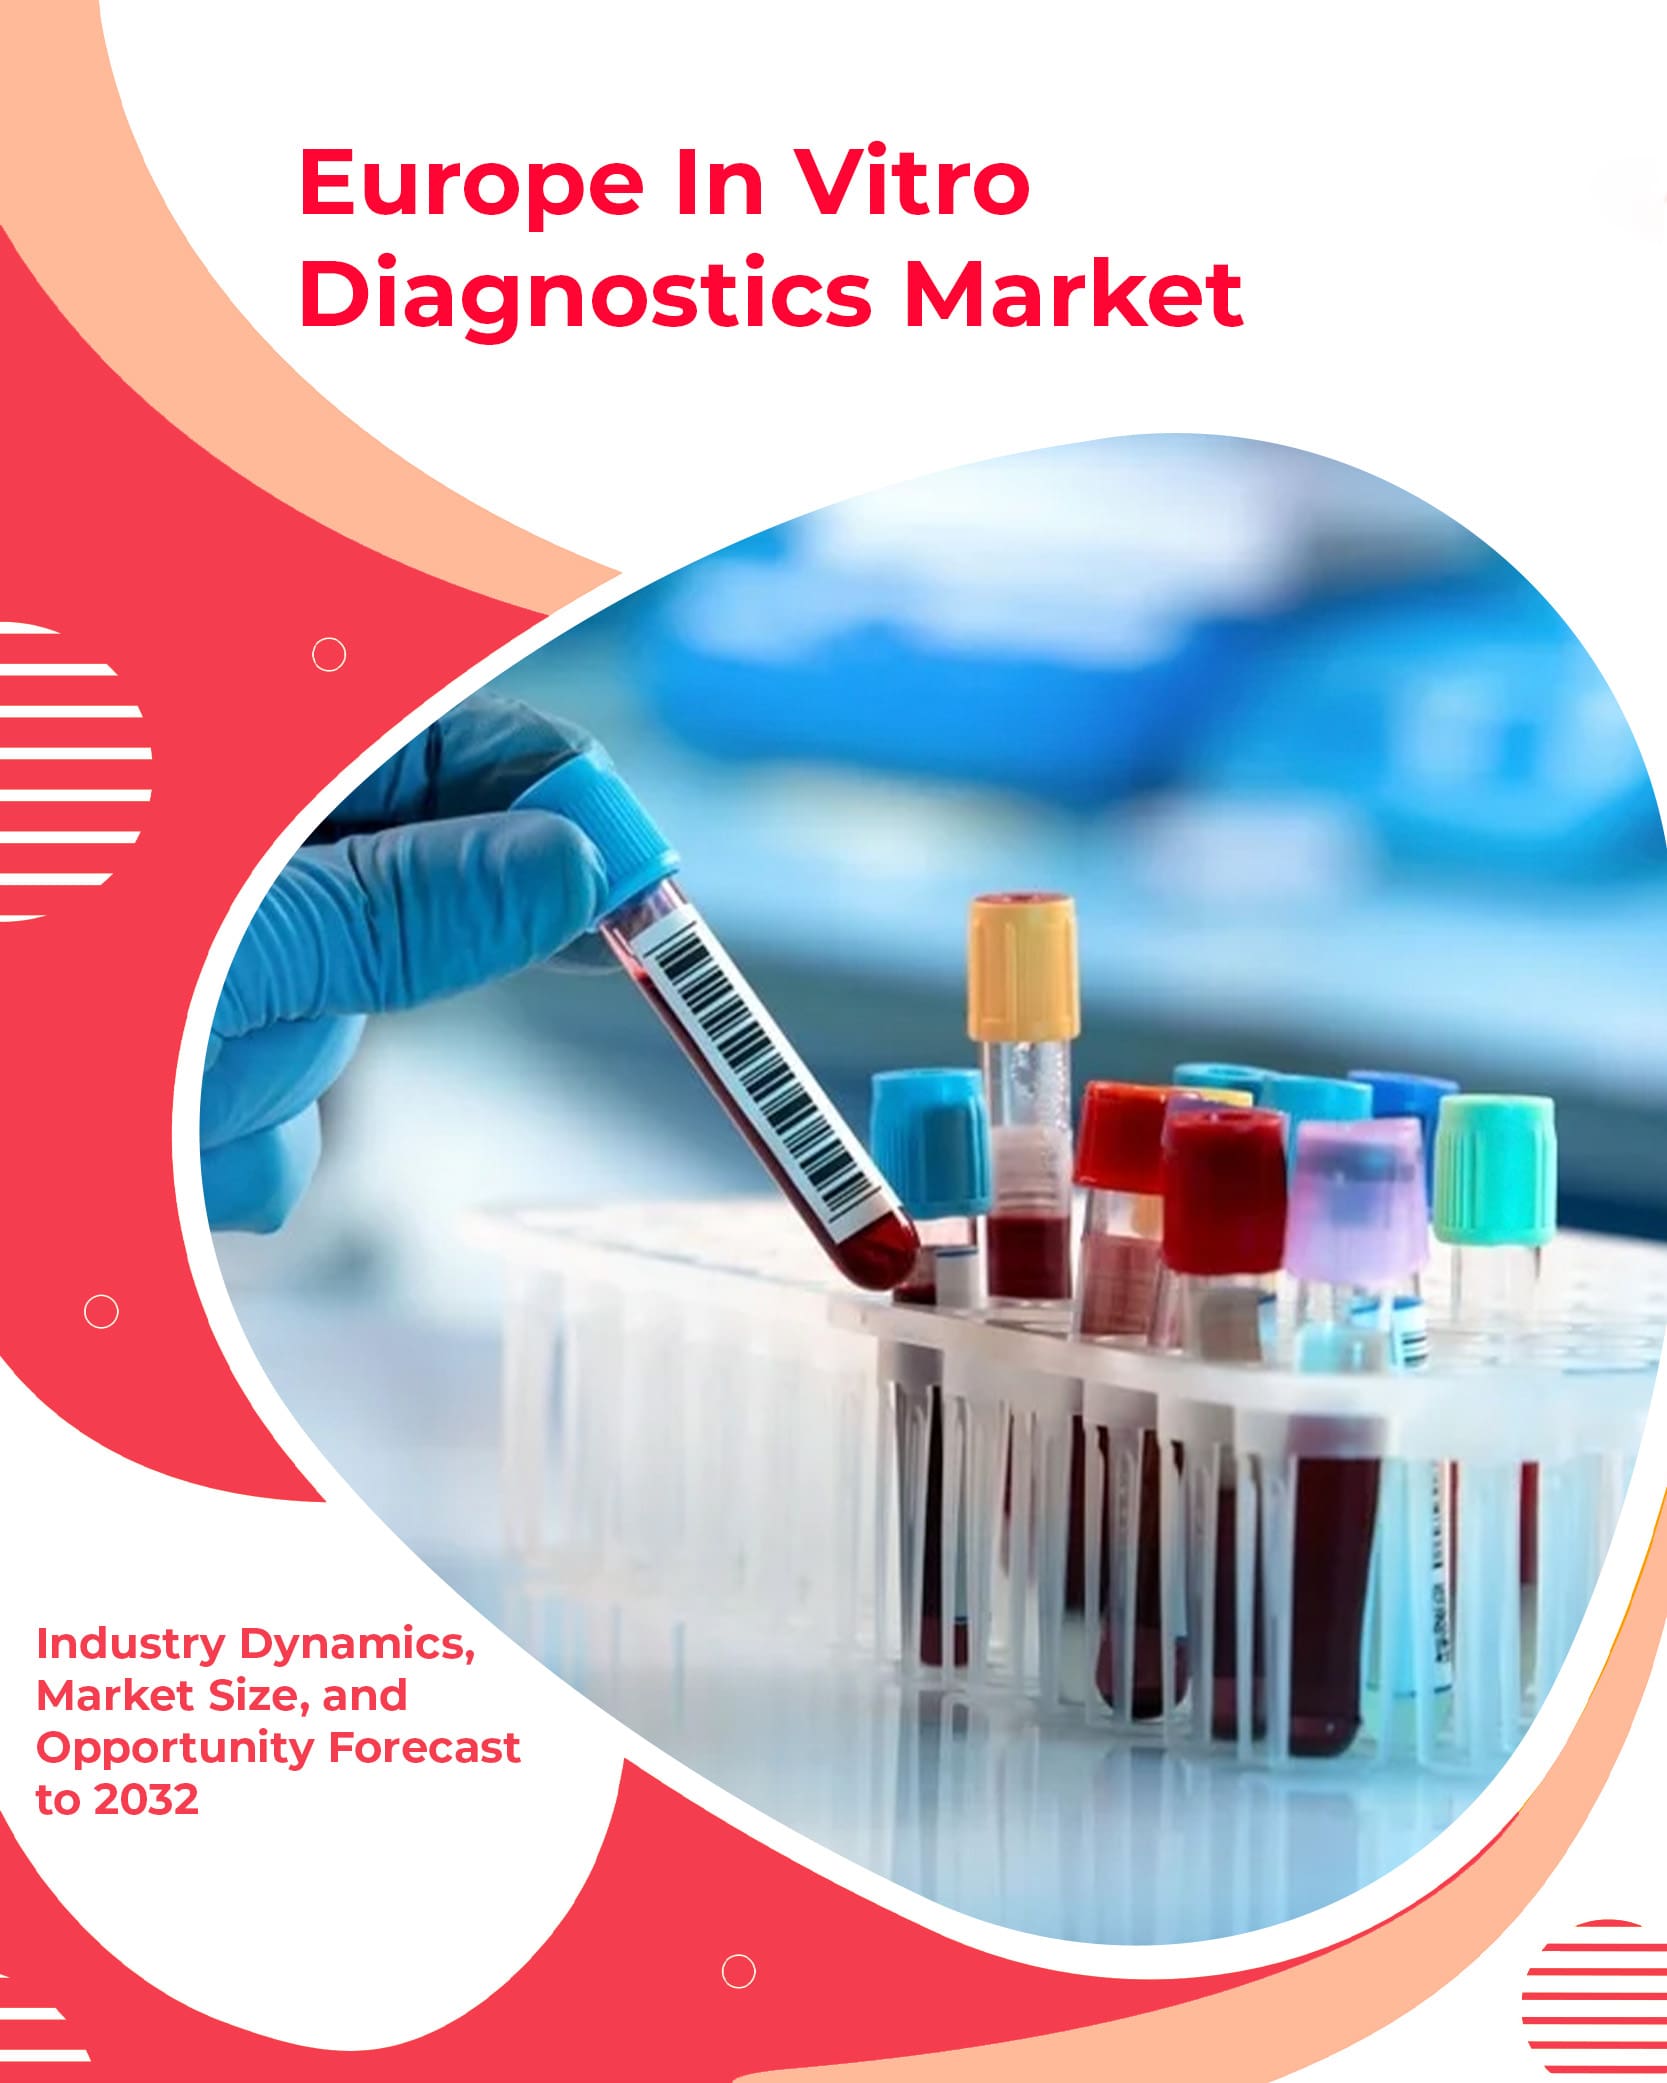 Europe In Vitro
Diagnostics Market
Industry Dynamics,
Market Size, and
Opportunity Forecast
to 2032